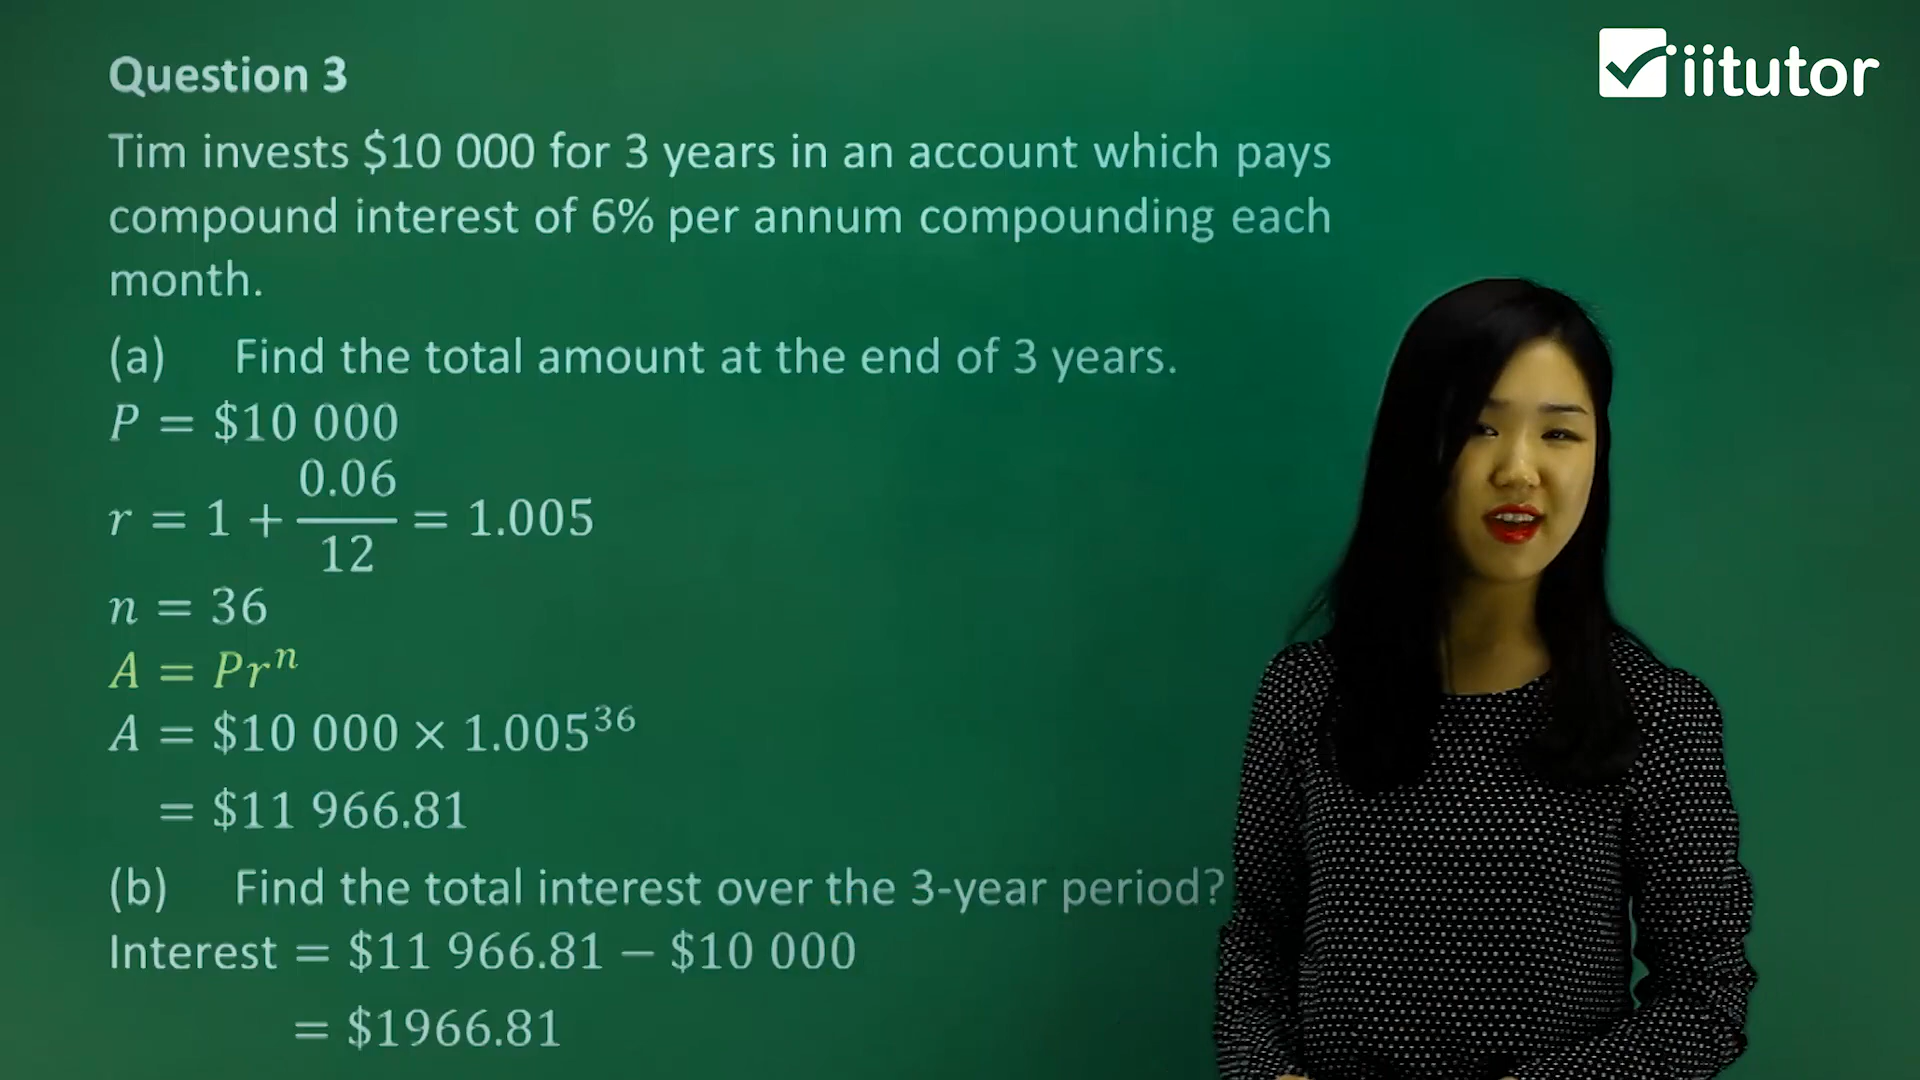 iitutor
Question 3
Tim invests $10 000 for 3 years in an account which pays
compound interest of 6% per annum compounding each
month.
(a) Find the total amount at the end of 3 years.
P = $10 000
r = 1 + 0.06/12 = 1.005
n = 36
A = Prⁿ
A = $10 000 × 1.005³⁶
= $11 966.81
(b) Find the total interest over the 3-year period?
Interest = $11 966.81 − $10 000
= $1966.81